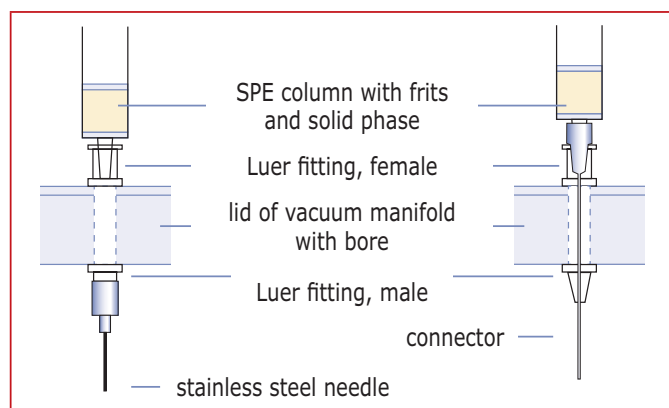 SPE column with frits
and solid phase
Luer fitting, female
lid of vacuum manifold
with bore
Luer fitting, male
connector
stainless steel needle